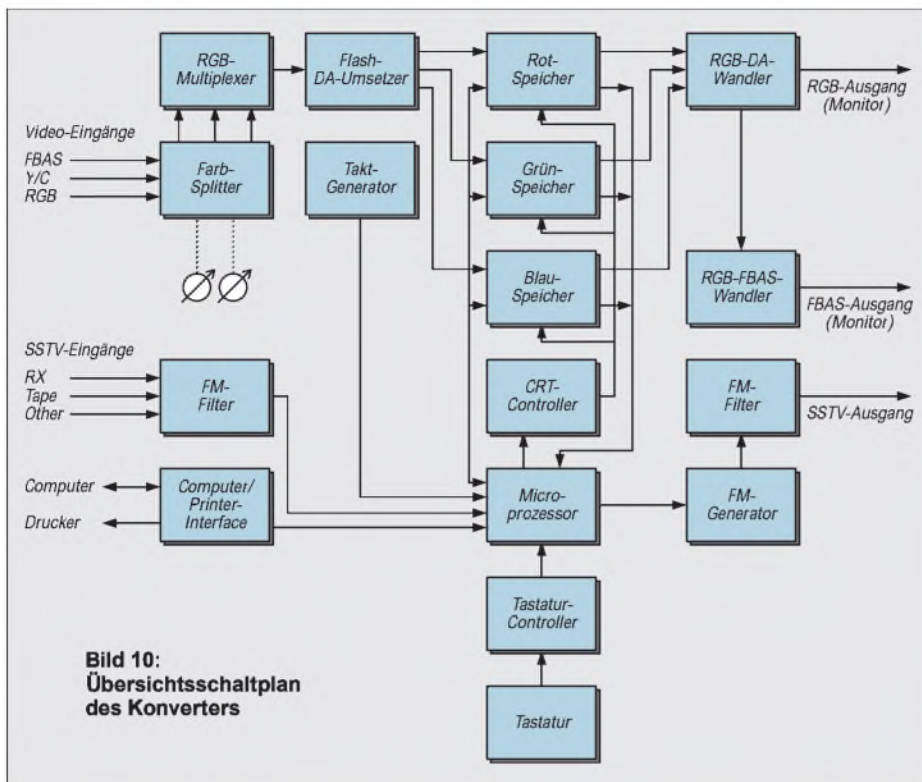 RGB-
Multiplexer
Flash-
DA-Umsetzer
Rot-
Speicher
RGB-DA-
Wandler
RGB-Ausgang
(Monitor)
Video-Eingänge
FBAS
Y/C
RGB
Farb-
Splitter
Takt-
Generator
Grün-
Speicher
Blau-
Speicher
RGB-FBAS-
Wandler
FBAS-Ausgang
(Monitor)
SSTV-Eingänge
RX
Tape
Other
FM-
Filter
CRT-
Controller
FM-
Filter
SSTV-Ausgang
Computer
Drucker
Computer/
Printer-
Interface
Micro-
prozessor
FM-
Generator
Tastatur-
Controller
Tastatur
Bild 10:
Übersichtsschaltplan
des Konverters